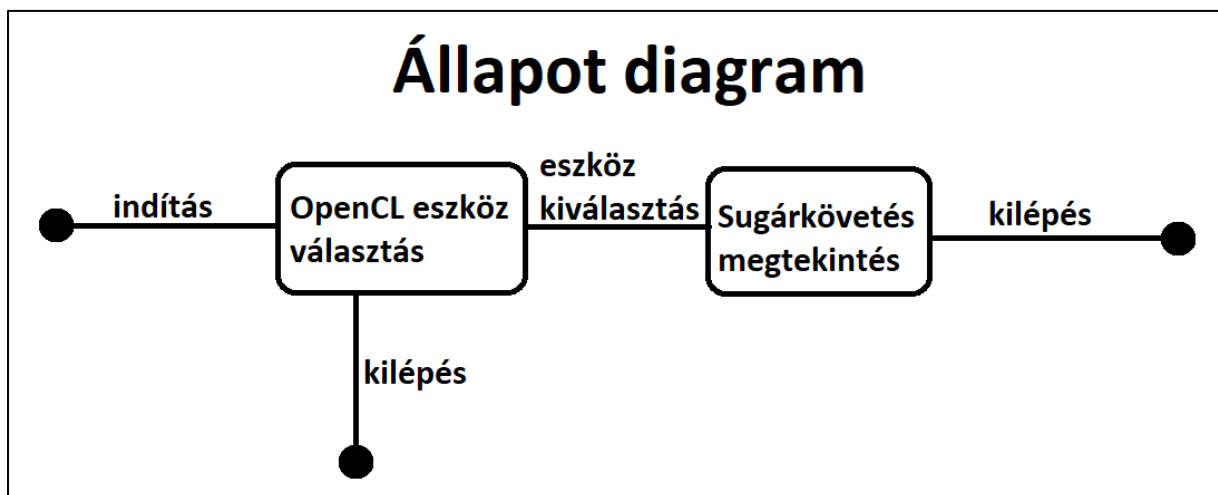 Állapot diagram
indítás
OpenCL eszköz
választás
eszköz
kiválasztás
Sugárkövetés
megtekintés
kilépés
kilépés